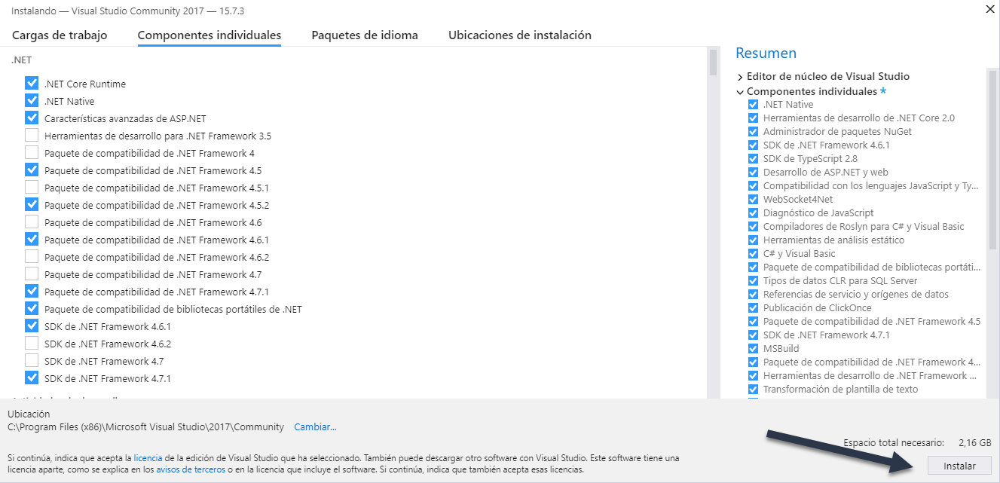 Instalando — Visual Studio Community 2017 — 15.7.3
Cargas de trabajo
Componentes individuales
Paquetes de idioma
Ubicaciones de instalación
.NET
.NET Core Runtime
.NET Native
Características avanzadas de ASP.NET
Herramientas de desarrollo para .NET Framework 3.5
Paquete de compatibilidad de .NET Framework 4
Paquete de compatibilidad de .NET Framework 4.5
Paquete de compatibilidad de .NET Framework 4.5.1
Paquete de compatibilidad de .NET Framework 4.5.2
Paquete de compatibilidad de .NET Framework 4.6
Paquete de compatibilidad de .NET Framework 4.6.1
Paquete de compatibilidad de .NET Framework 4.6.2
Paquete de compatibilidad de .NET Framework 4.7
Paquete de compatibilidad de .NET Framework 4.7.1
Paquete de compatibilidad de bibliotecas portátiles de .NET
SDK de .NET Framework 4.6.1
SDK de .NET Framework 4.6.2
SDK de .NET Framework 4.7
SDK de .NET Framework 4.7.1
Resumen
Editor de núcleo de Visual Studio
Componentes individuales *
.NET Native
Herramientas de desarrollo de .NET Core 2.0
Administrador de paquetes NuGet
SDK de .NET Framework 4.6.1
SDK de TypeScript 2.8
Desarrollo de ASP.NET y web
Compatibilidad con los lenguajes JavaScript y Ty...
WebSocket4Net
Diagnóstico de JavaScript
Compiladores de Roslyn para C# y Visual Basic
Herramientas de análisis estático
C# y Visual Basic
Paquete de compatibilidad de bibliotecas portáti...
Tipos de datos CLR para SQL Server
Referencias de servicio y orígenes de datos
Publicación de ClickOnce
Paquete de compatibilidad de .NET Framework 4.5
SDK de .NET Framework 4.7.1
MSBuild
Paquete de compatibilidad de .NET Framework 4...
Herramientas de desarrollo de .NET Framework ...
Transformación de plantilla de texto
Ubicación
C:\Program Files (x86)\Microsoft Visual Studio\2017\Community Cambiar...
Si continúa, indica que acepta la licencia de la edición de Visual Studio que ha seleccionado. También puede descargar otro software con Visual Studio. Este software tiene una
licencia aparte, como se explica en los avisos de terceros o en la licencia que incluye el software. Si continúa, indica que también acepta esas licencias.
Espacio total necesario: 2,16 GB
Instalar